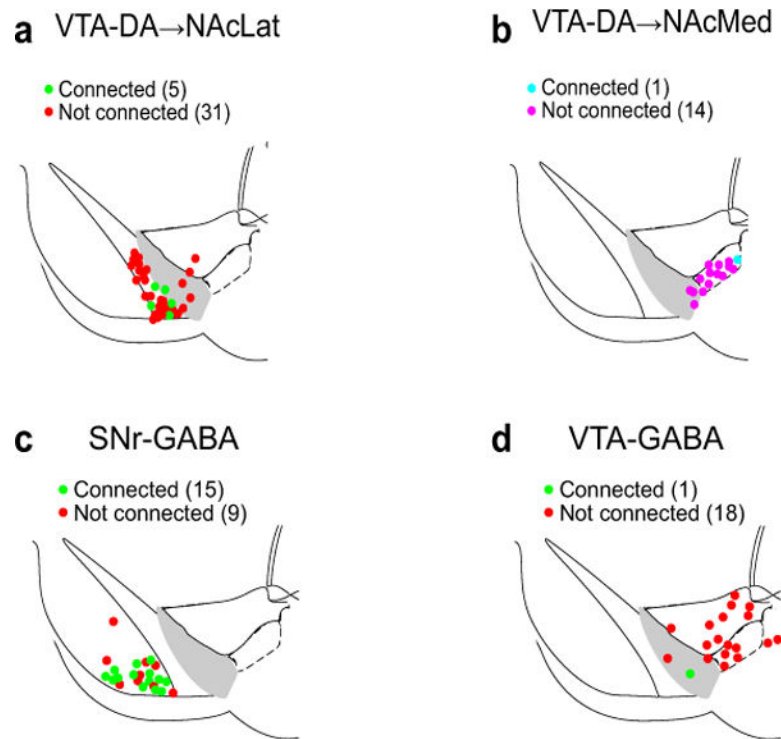 a VTA-DA→NAcLat
Connected (5)
Not connected (31)
b VTA-DA→NAcMed
Connected (1)
Not connected (14)
c SNr-GABA
Connected (15)
Not connected (9)
d VTA-GABA
Connected (1)
Not connected (18)